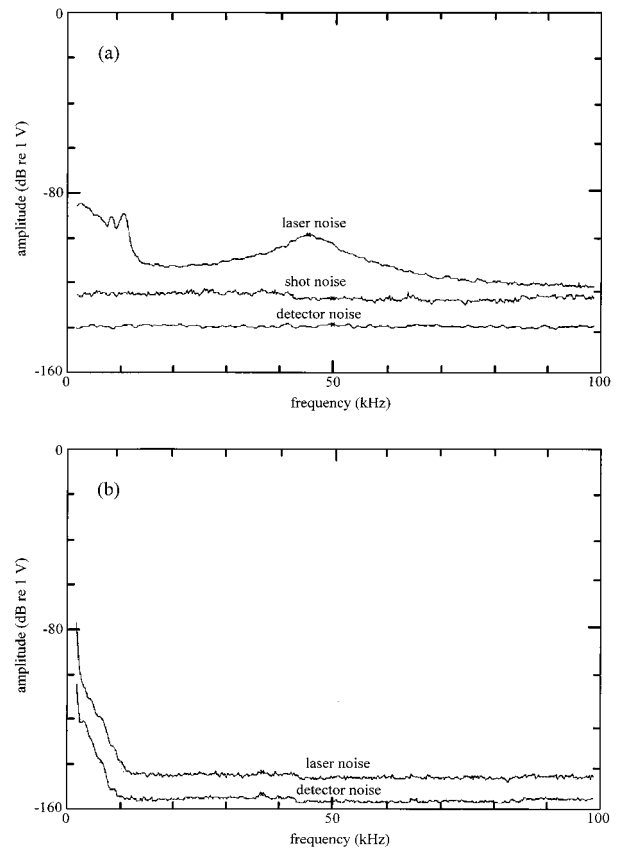 0
(a)
-80
amplitude (dB re 1 V)
laser noise
shot noise
detector noise
-160
0 50 100
frequency (kHz)
0
(b)
-80
amplitude (dB re 1 V)
laser noise
detector noise
-160
0 50 100
frequency (kHz)